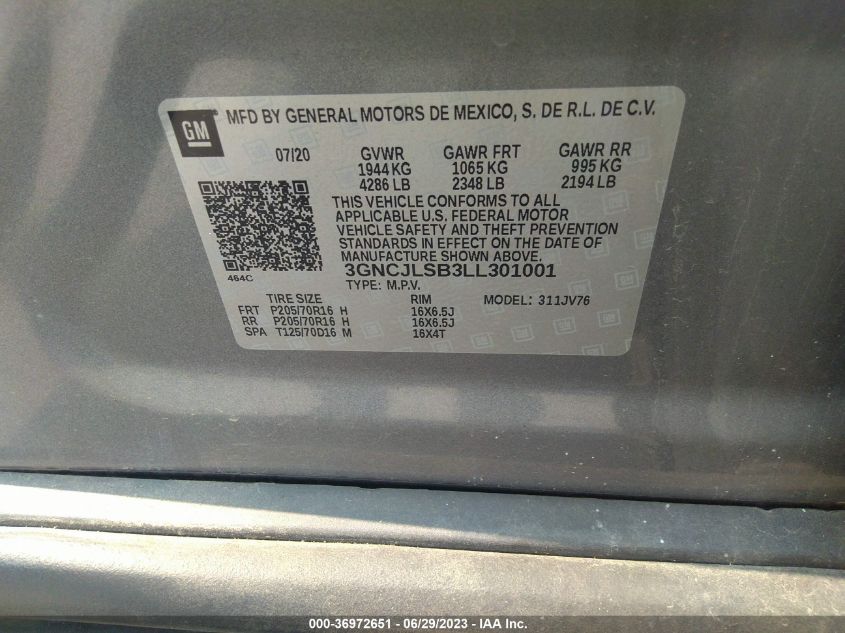 GM MFD BY GENERAL MOTORS DE MEXICO, S. DE R.L. DE C.V.
07/20 GVWR GAWR FRT GAWR RR
1944 KG 1065 KG 995 KG
4286 LB 2348 LB 2194 LB
THIS VEHICLE CONFORMS TO ALL
APPLICABLE U.S. FEDERAL MOTOR
VEHICLE SAFETY AND THEFT PREVENTION
STANDARDS IN EFFECT ON THE DATE OF
MANUFACTURE SHOWN ABOVE.
464C 3GNCJLSB3LL301001
TYPE: M.P.V. MODEL: 311JV76
TIRE SIZE RIM
FRT P205/70R16 H 16X6.5J
RR P205/70R16 H 16X6.5J
SPA T125/70D16 M 16X4T
000-36972651 - 06/29/2023 - IAA Inc.